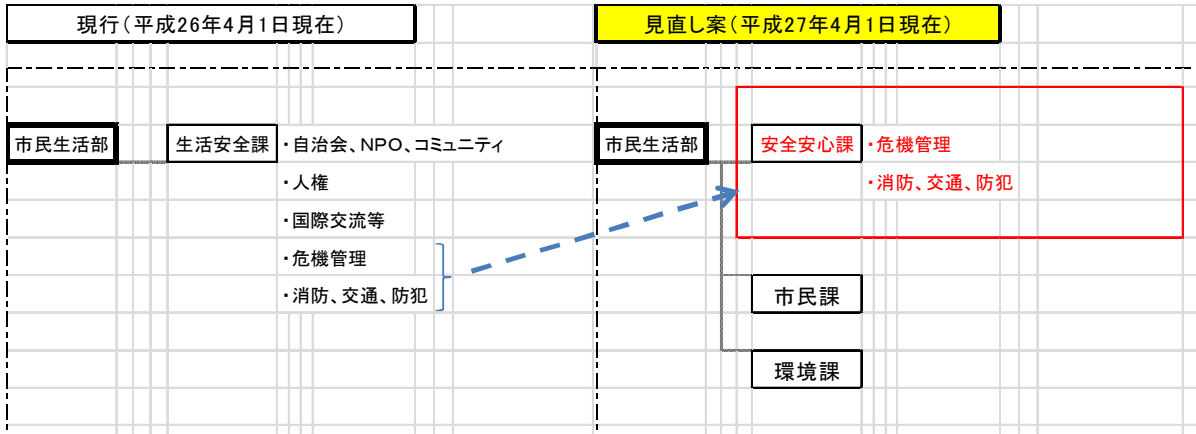 現行(平成26年4月1日現在)
見直し案(平成27年4月1日現在)
市民生活部
生活安全課
・自治会、NPO、コミュニティ
・人権
・国際交流等
・危機管理
・消防、交通、防犯
市民生活部
安全安心課
・危機管理
・消防、交通、防犯
市民課
環境課